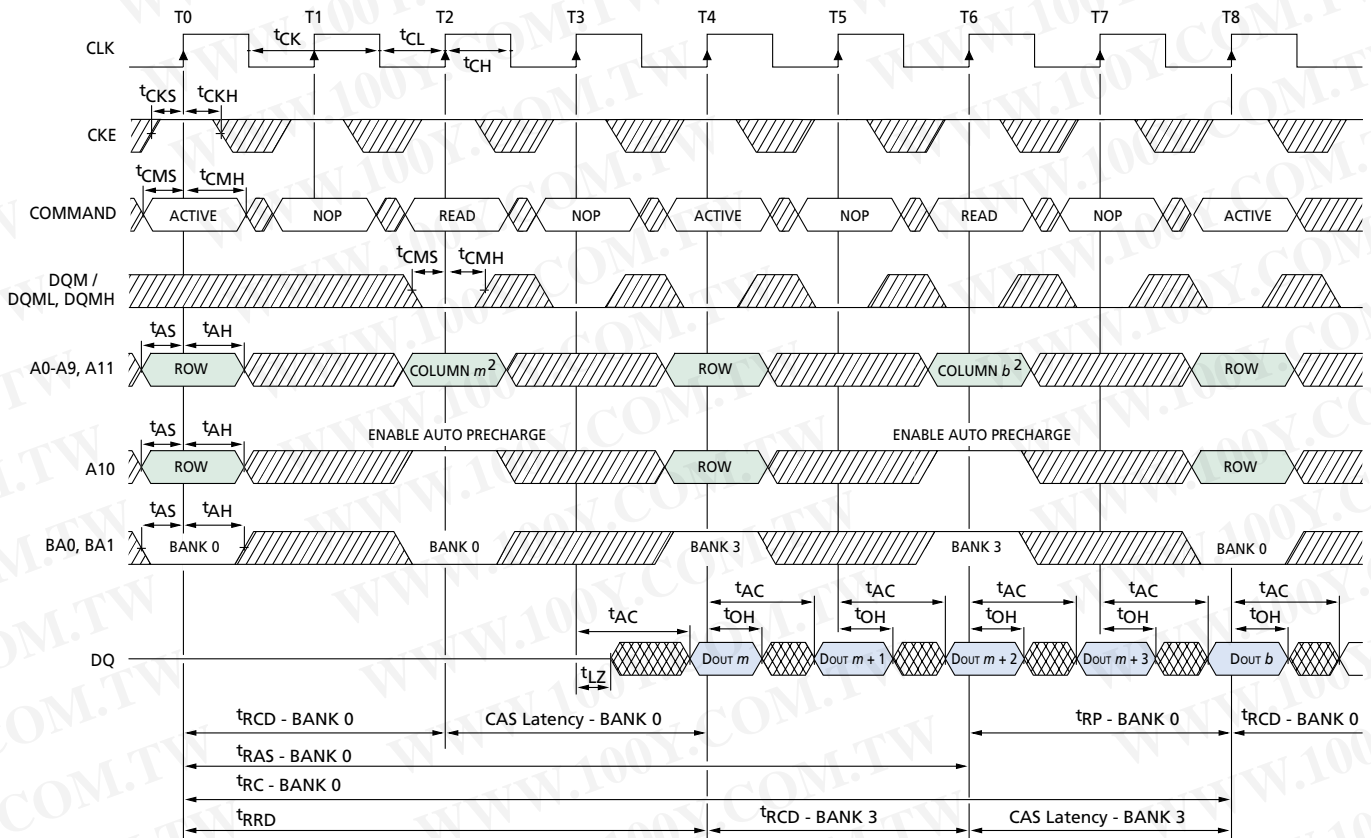 T0 T1 T2 T3 T4 T5 T6 T7 T8
CLK
tCK tCL
tCH
tCKS tCKH
CKE
tCMS tCMH
COMMAND ACTIVE NOP READ NOP ACTIVE NOP READ NOP ACTIVE
tCMS tCMH
DQM /
DQML, DQMH
tAS tAH
A0-A9, A11 ROW COLUMN m2 ROW COLUMN b2 ROW
tAS tAH
ENABLE AUTO PRECHARGE ENABLE AUTO PRECHARGE
A10 ROW ROW ROW
tAS tAH
BA0, BA1 BANK 0 BANK 0 BANK 3 BANK 3 BANK 0
tAC tAC tAC tAC tAC tAC
tOH tOH tOH tOH tOH
DQ DOUT m DOUT m + 1 DOUT m + 2 DOUT m + 3 DOUT b
tLZ
tRCD - BANK 0 CAS Latency - BANK 0 tRP - BANK 0 tRCD - BANK 0
tRAS - BANK 0
tRC - BANK 0
tRRD tRCD - BANK 3 CAS Latency - BANK 3
WWW.100Y.COM.TW